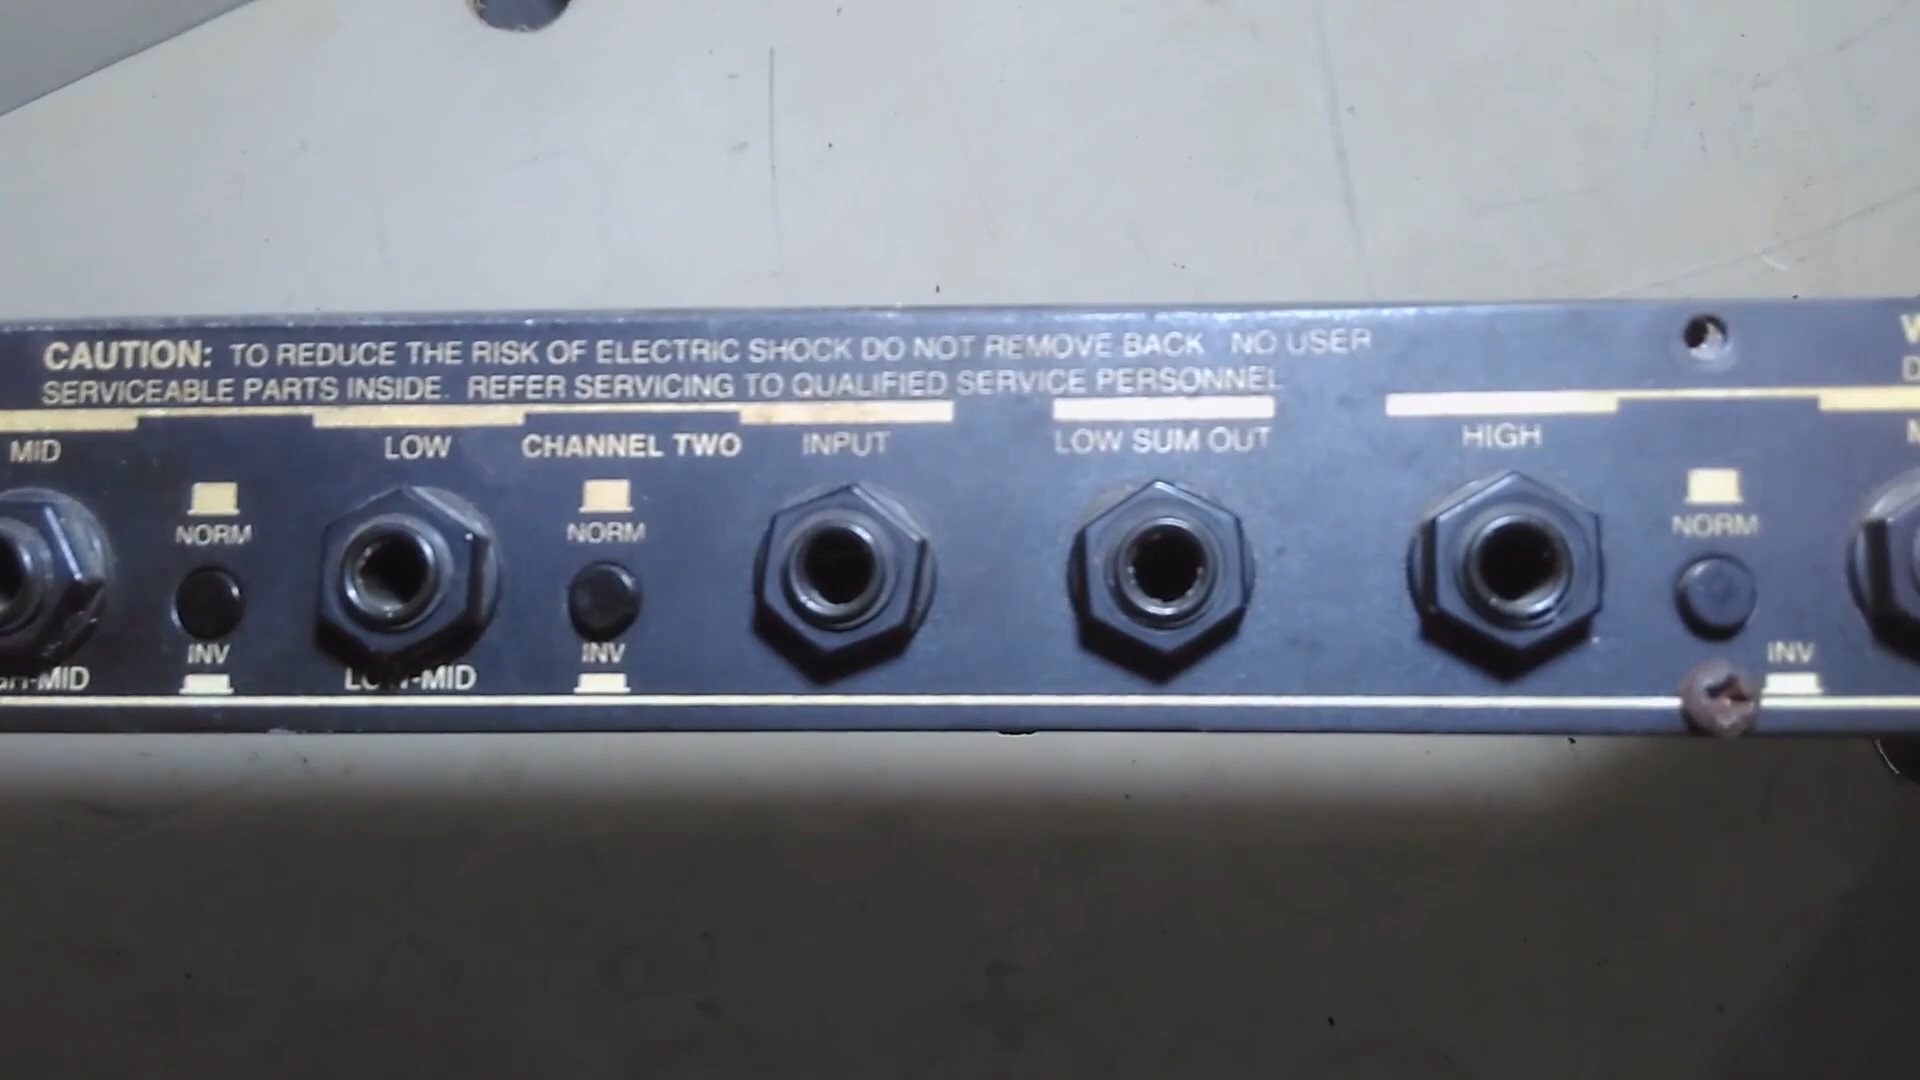 CAUTION: TO REDUCE THE RISK OF ELECTRIC SHOCK DO NOT REMOVE BACK NO USER
SERVICEABLE PARTS INSIDE. REFER SERVICING TO QUALIFIED SERVICE PERSONNEL
MID LOW CHANNEL TWO INPUT LOW SUM OUT HIGH
NORM NORM NORM
INV INV INV
LOW-MID